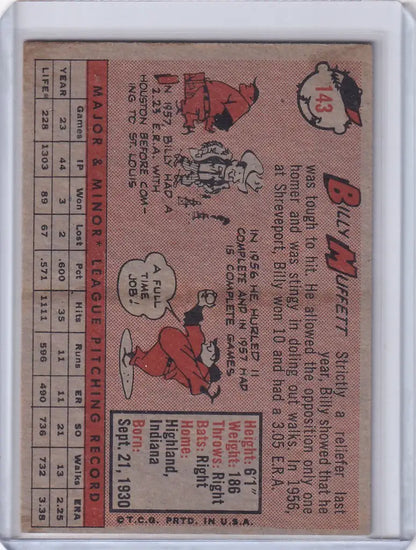 143
BILLY MUFFETT
Strictly a reliefer last
year, Billy showed that he
was tough to hit. He allowed the opposition only one
homer and was stingy in doling out walks. In 1956,
at Shreveport, Billy won 10 and had a 3.05 E.R.A.
IN 1957, BILLY HAD A
2.23 E.R.A. WITH
HOUSTON BEFORE COM-
ING TO ST. LOUIS
IN 1956 HE HURLED 11
COMPLETE AND IN 1957 HAD
15 COMPLETE GAMES
A FULL
TIME
JOB!
Height: 6'1"
Weight: 186
Throws: Right
Bats: Right
Home:
Highland,
Indiana
Born:
Sept. 21, 1930
MAJOR & MINOR* LEAGUE PITCHING RECORD
Games IP Won Lost Pct Hits Runs ER SO Walks ERA
YEAR 23 44 3 2 .600 35 11 11 21 13 2.25
LIFE* 228 1303 89 67 .571 1111 596 490 736 732 3.38
© T.C.G. PRTD. IN U.S.A.